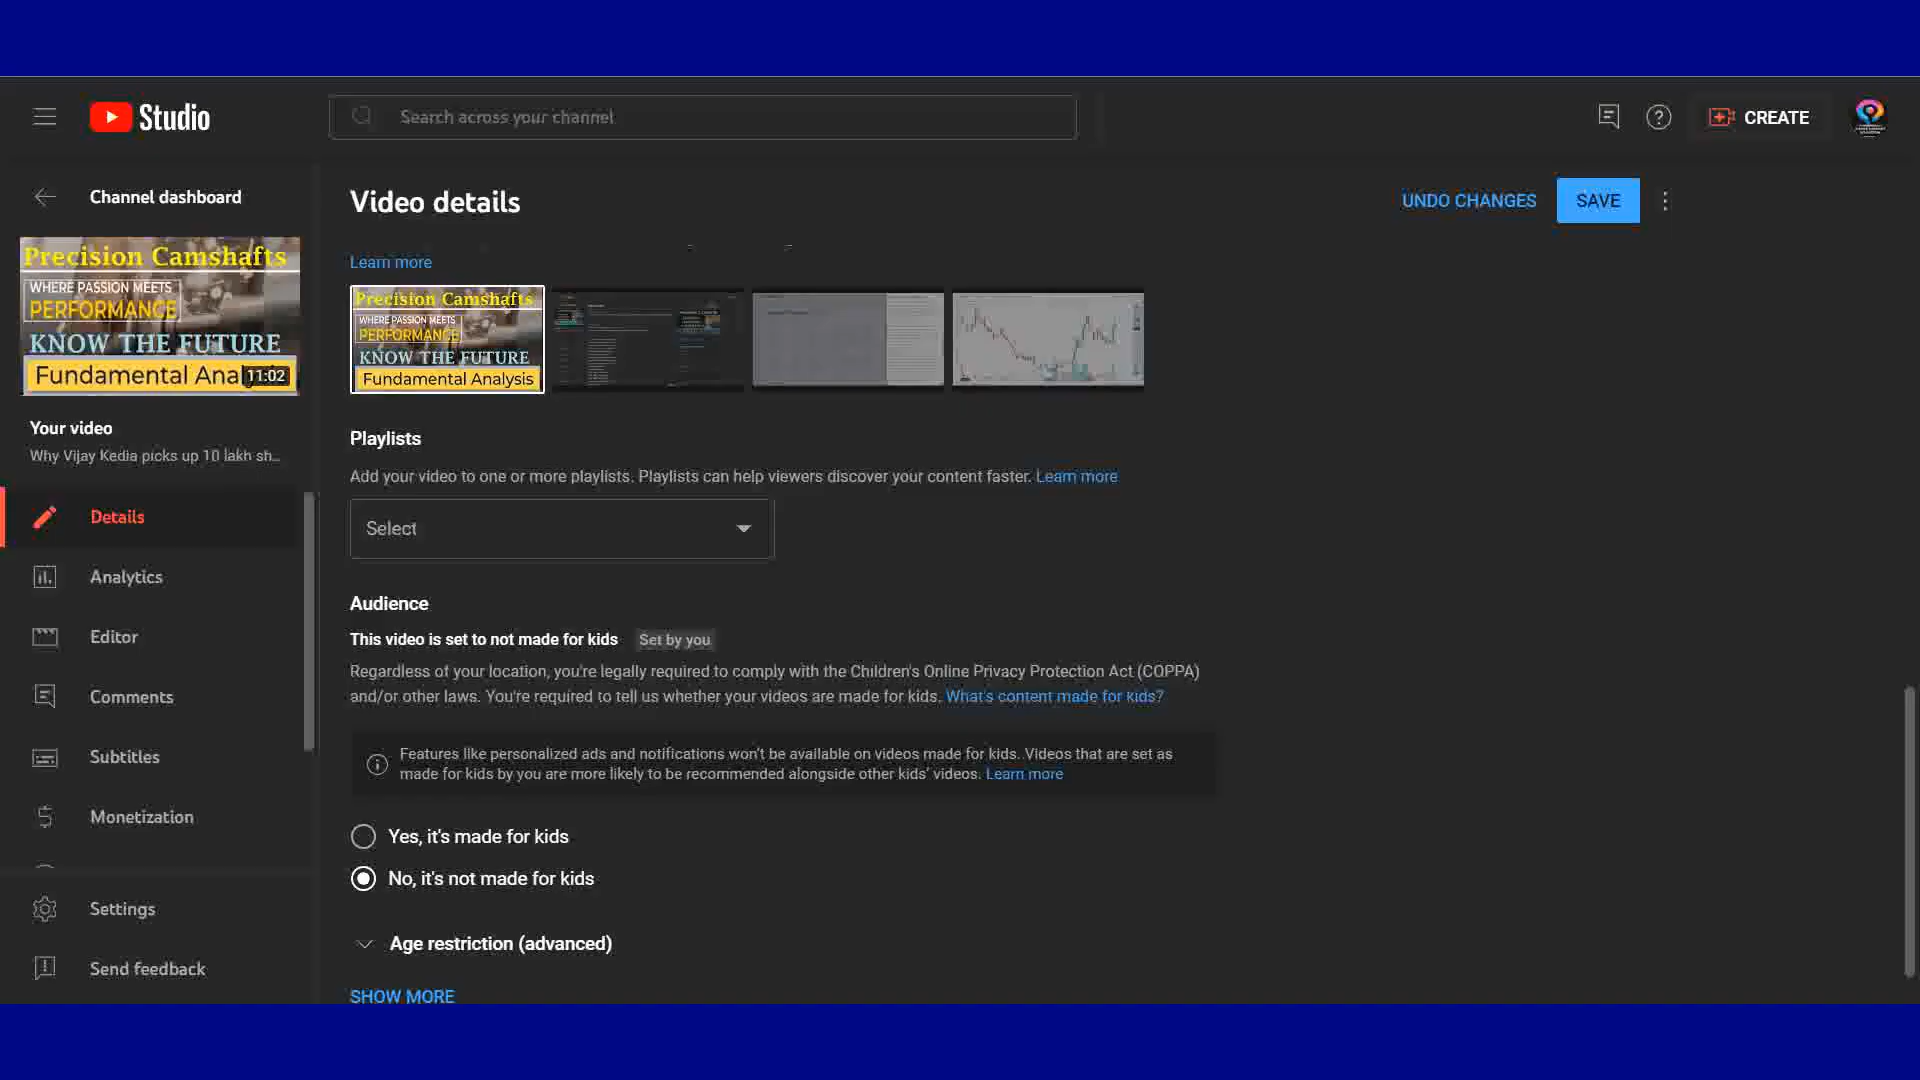 Studio
Search across your channel
CREATE
Channel dashboard
Precision Camshafts
WHERE PASSION MEETS
PERFORMANCE
KNOW THE FUTURE
Fundamental Anal
11:02
Your video
Why Vijay Kedia picks up 10 lakh sh...
Details
Analytics
Editor
Comments
Subtitles
Monetization
Settings
Send feedback
Video details
UNDO CHANGES
SAVE
Learn more
Precision Camshafts
WHERE PASSION MEETS
PERFORMANCE
KNOW THE FUTURE
Fundamental Analysis
Playlists
Add your video to one or more playlists. Playlists can help viewers discover your content faster. Learn more
Select
Audience
This video is set to not made for kids Set by you
Regardless of your location, you're legally required to comply with the Children's Online Privacy Protection Act (COPPA)
and/or other laws. You're required to tell us whether your videos are made for kids. What's content made for kids?
Features like personalized ads and notifications won't be available on videos made for kids. Videos that are set as
made for kids by you are more likely to be recommended alongside other kids' videos. Learn more
Yes, it's made for kids
No, it's not made for kids
Age restriction (advanced)
SHOW MORE